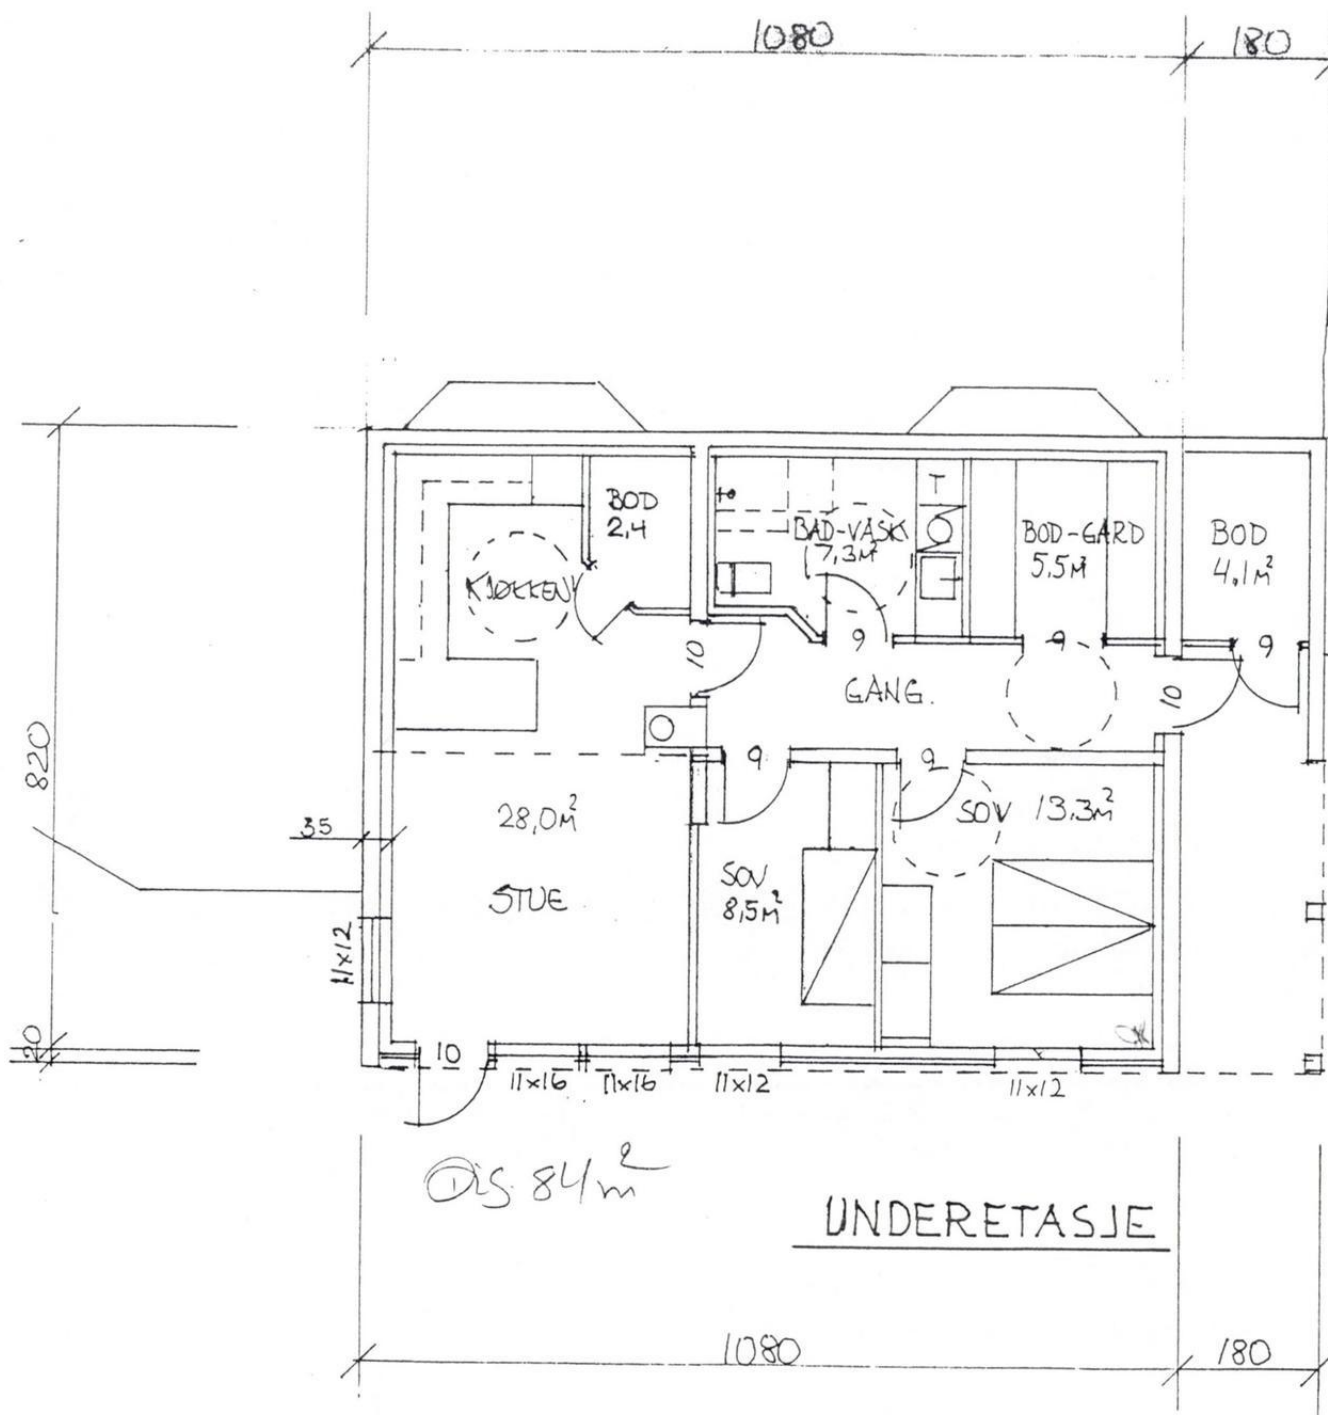 1080
180
BOD
2,4
BAD-VASK
7,3M²
T
BOD-GARD
5,5M²
BOD
4,1M²
KJØKKEN
10
9
9
9
GANG.
10
820
35
28,0M²
STUE
9
9
SOV 13,3M²
SOV
8,5M²
11x12
20
10
11x16
11x16
11x12
11x12
84m²
UNDERETASJE
1080
180